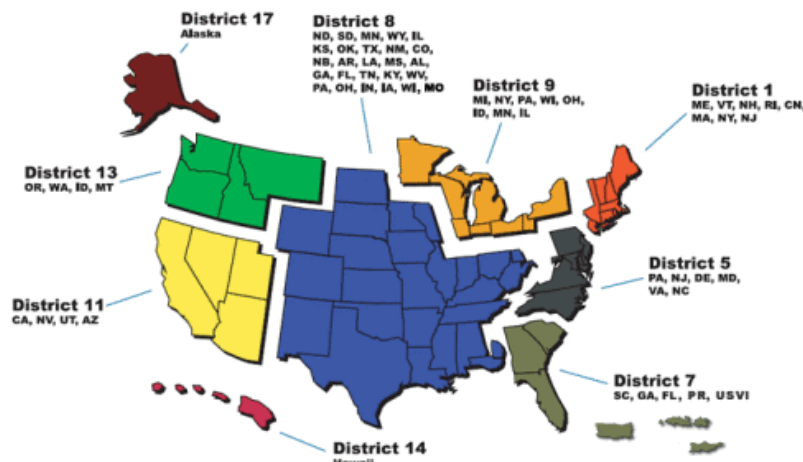 District 17
Alaska
District 8
ND, SD, MN, WY, IL
KS, OK, TX, NM, CO,
NB, AR, LA, MS, AL,
GA, FL, TN, KY, WV,
PA, OH, IN, IA, WI, MO
District 9
MI, NY, PA, WI, OH,
ID, MN, IL
District 1
ME, VT, NH, RI, CN,
MA, NY, NJ
District 13
OR, WA, ID, MT
District 5
PA, NJ, DE, MD,
VA, NC
District 11
CA, NV, UT, AZ
District 7
SC, GA, FL, PR, USVI
District 14